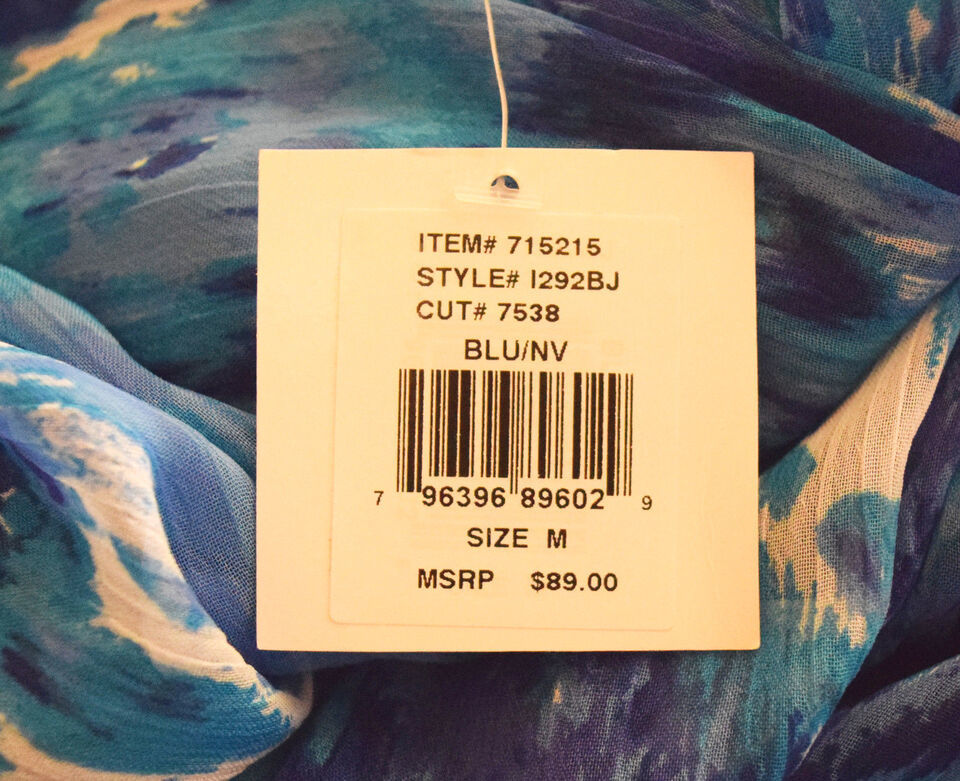 ITEM# 715215
STYLE# I292BJ
CUT# 7538
BLU/NV
7 96396 89602 9
SIZE M
MSRP $89.00